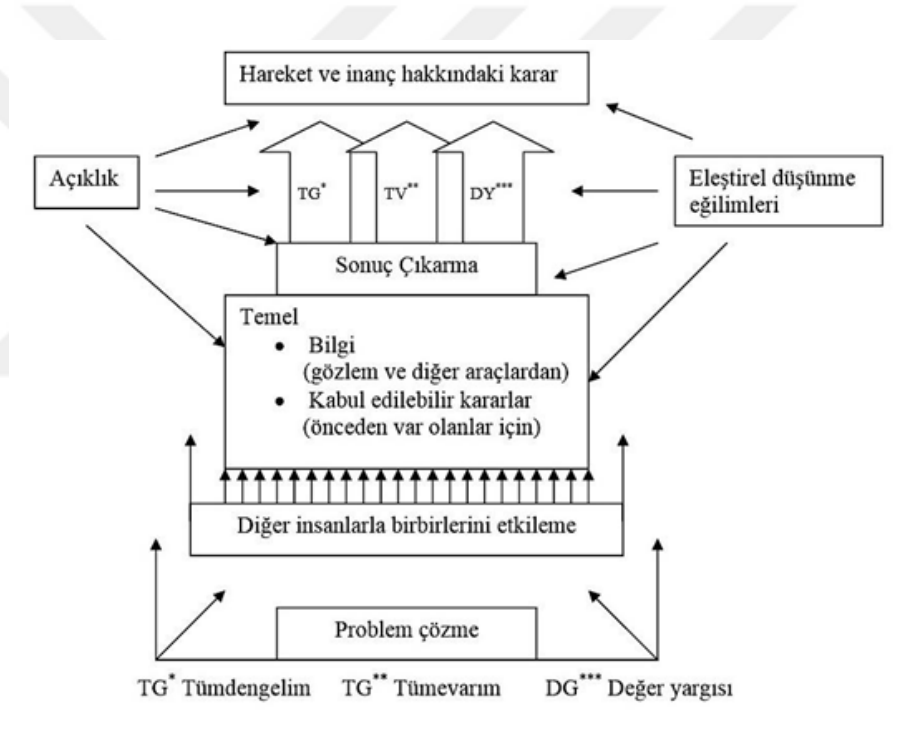 Hareket ve inanç hakkındaki karar
Açıklık
TG*
TV**
DY***
Eleştirel düşünme
eğilimleri
Sonuç Çıkarma
Temel
• Bilgi
(gözlem ve diğer araçlardan)
• Kabul edilebilir kararlar
(önceden var olanlar için)
Diğer insanlarla birbirlerini etkileme
Problem çözme
TG* Tümdengelim TG** Tümevarım DG*** Değer yargısı